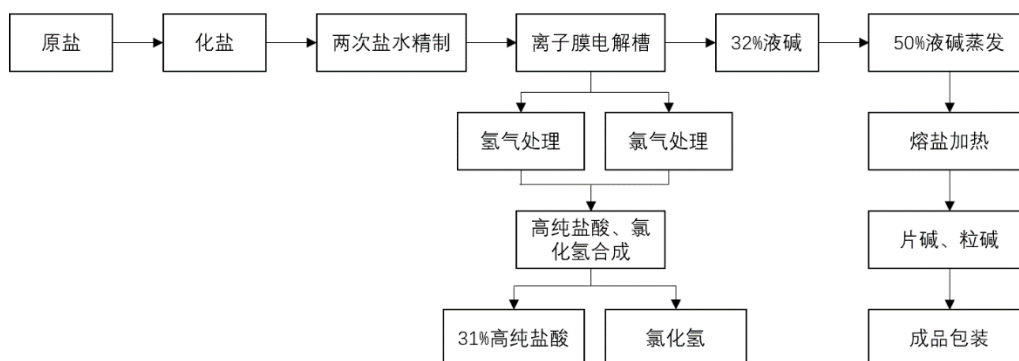 原盐
化盐
两次盐水精制
离子膜电解槽
32%液碱
50%液碱蒸发
氢气处理
氯气处理
熔盐加热
高纯盐酸、氯
化氢合成
片碱、粒碱
31%高纯盐酸
氯化氢
成品包装